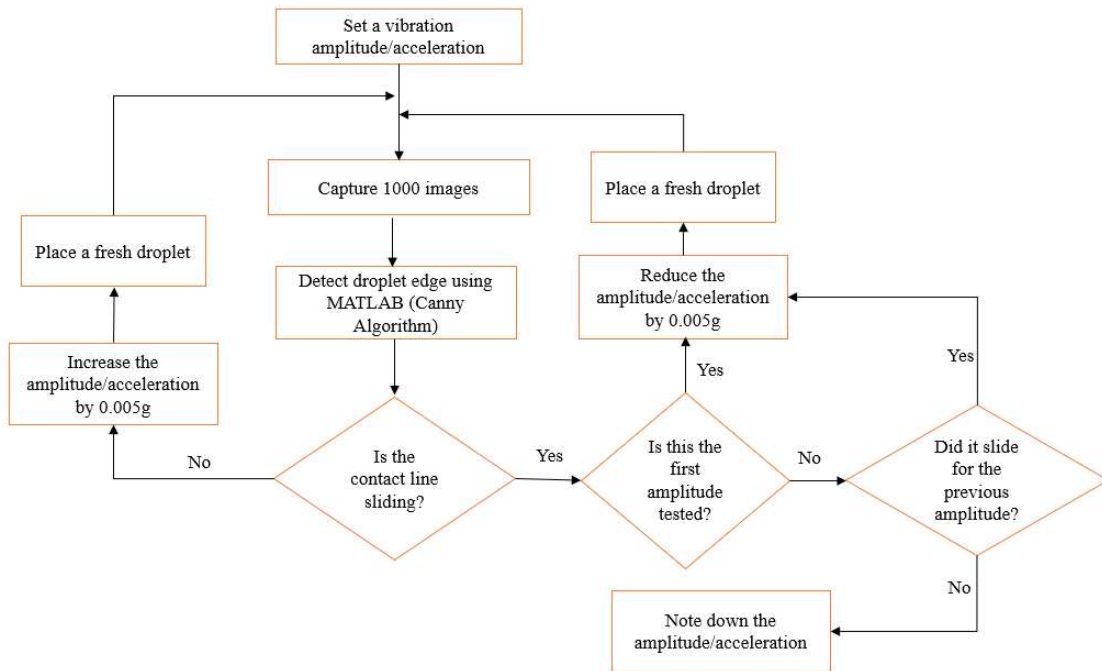 Set a vibration
amplitude/acceleration
Capture 1000 images
Place a fresh droplet
Place a fresh droplet
Detect droplet edge using
MATLAB (Canny
Algorithm)
Reduce the
amplitude/acceleration
by 0.005g
Increase the
amplitude/acceleration
by 0.005g
Yes
Yes
No
Is the
contact line
sliding?
Yes
Is this the
first
amplitude
tested?
No
Did it slide
for the
previous
amplitude?
No
Note down the
amplitude/acceleration